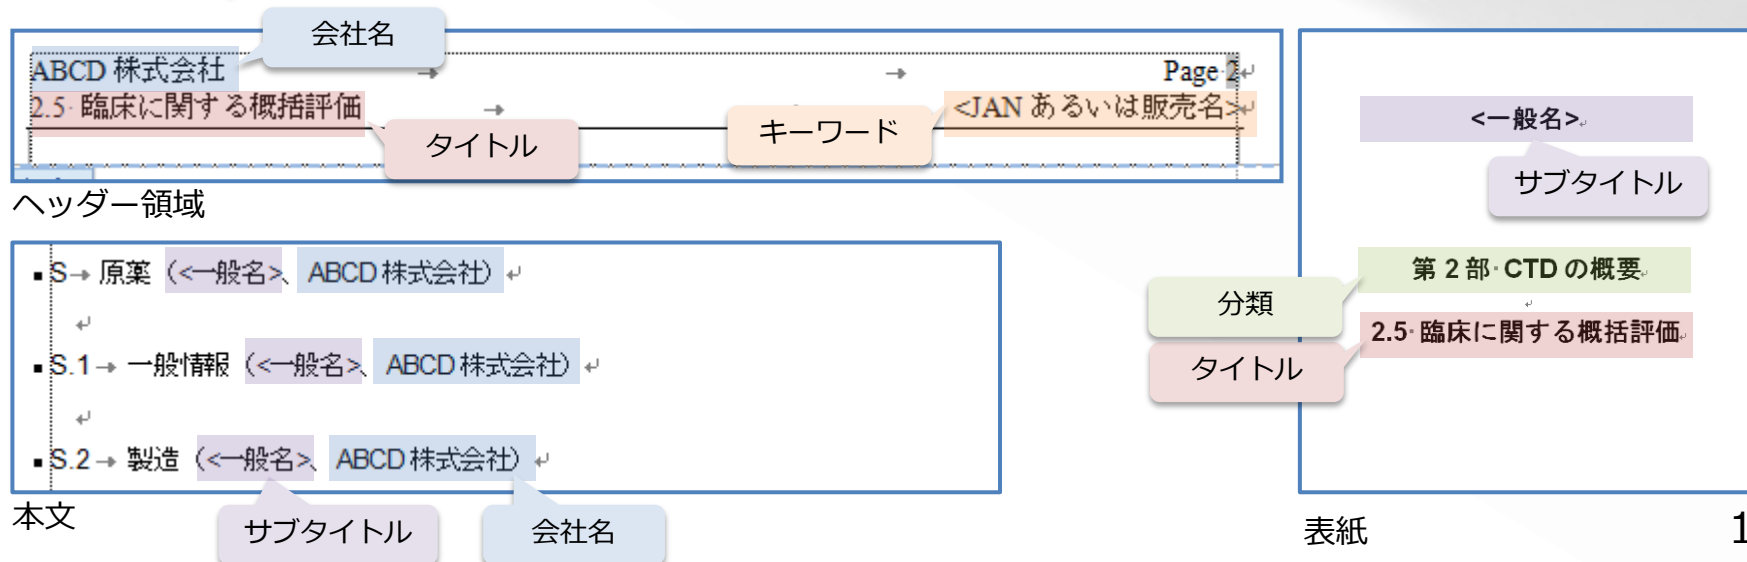 会社名
ABCD 株式会社 → → Page 2
2.5 臨床に関する概括評価 → <JAN あるいは販売名>
タイトル
キーワード
ヘッダー領域
S→ 原薬（<一般名>、ABCD 株式会社）
S.1→ 一般情報（<一般名>、ABCD 株式会社）
S.2→ 製造（<一般名>、ABCD 株式会社）
サブタイトル
会社名
本文
<一般名>
サブタイトル
第 2 部 CTD の概要
分類
2.5 臨床に関する概括評価
タイトル
表紙
1